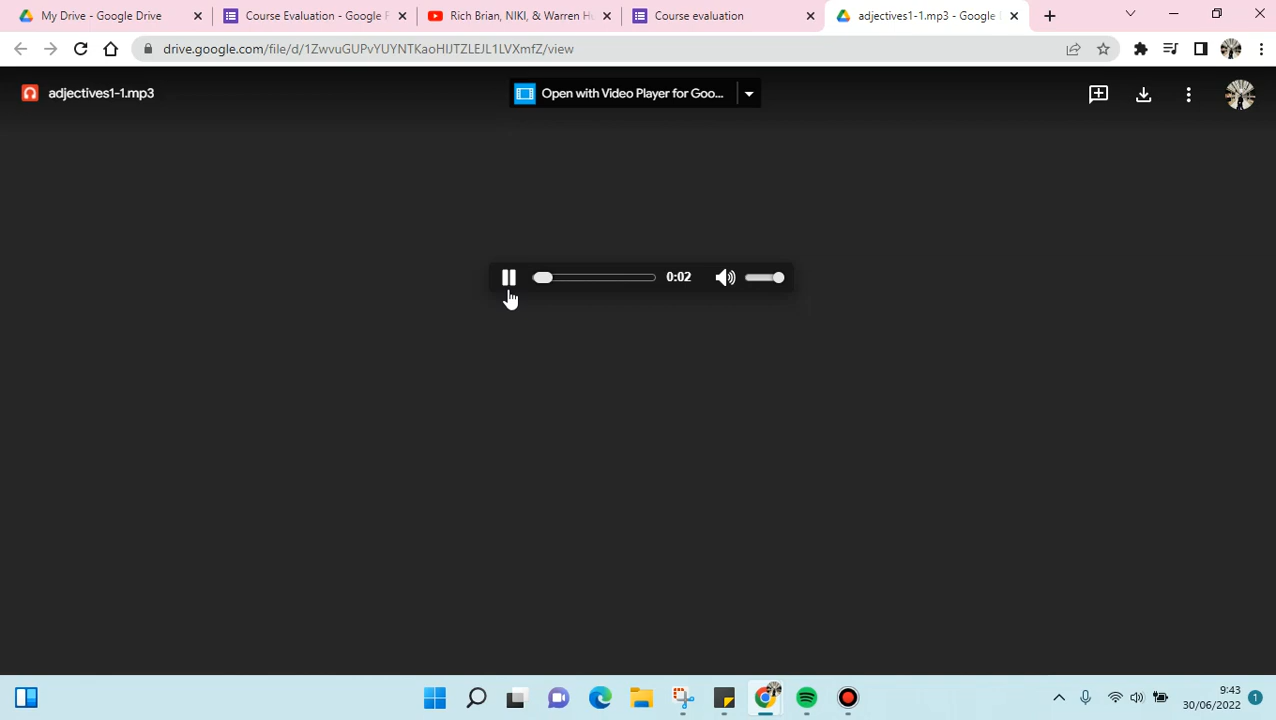 My Drive - Google Drive
Course Evaluation - Google F
Rich Brian, NIKI, & Warren Hu
Course evaluation
adjectives1-1.mp3 - Google D
drive.google.com/file/d/1ZwvuGUPvYUYNTKaoHIJTZLEJL1LVXmfZ/view
adjectives1-1.mp3
Open with Video Player for Goo...
0:02
9:43
30/06/2022
1